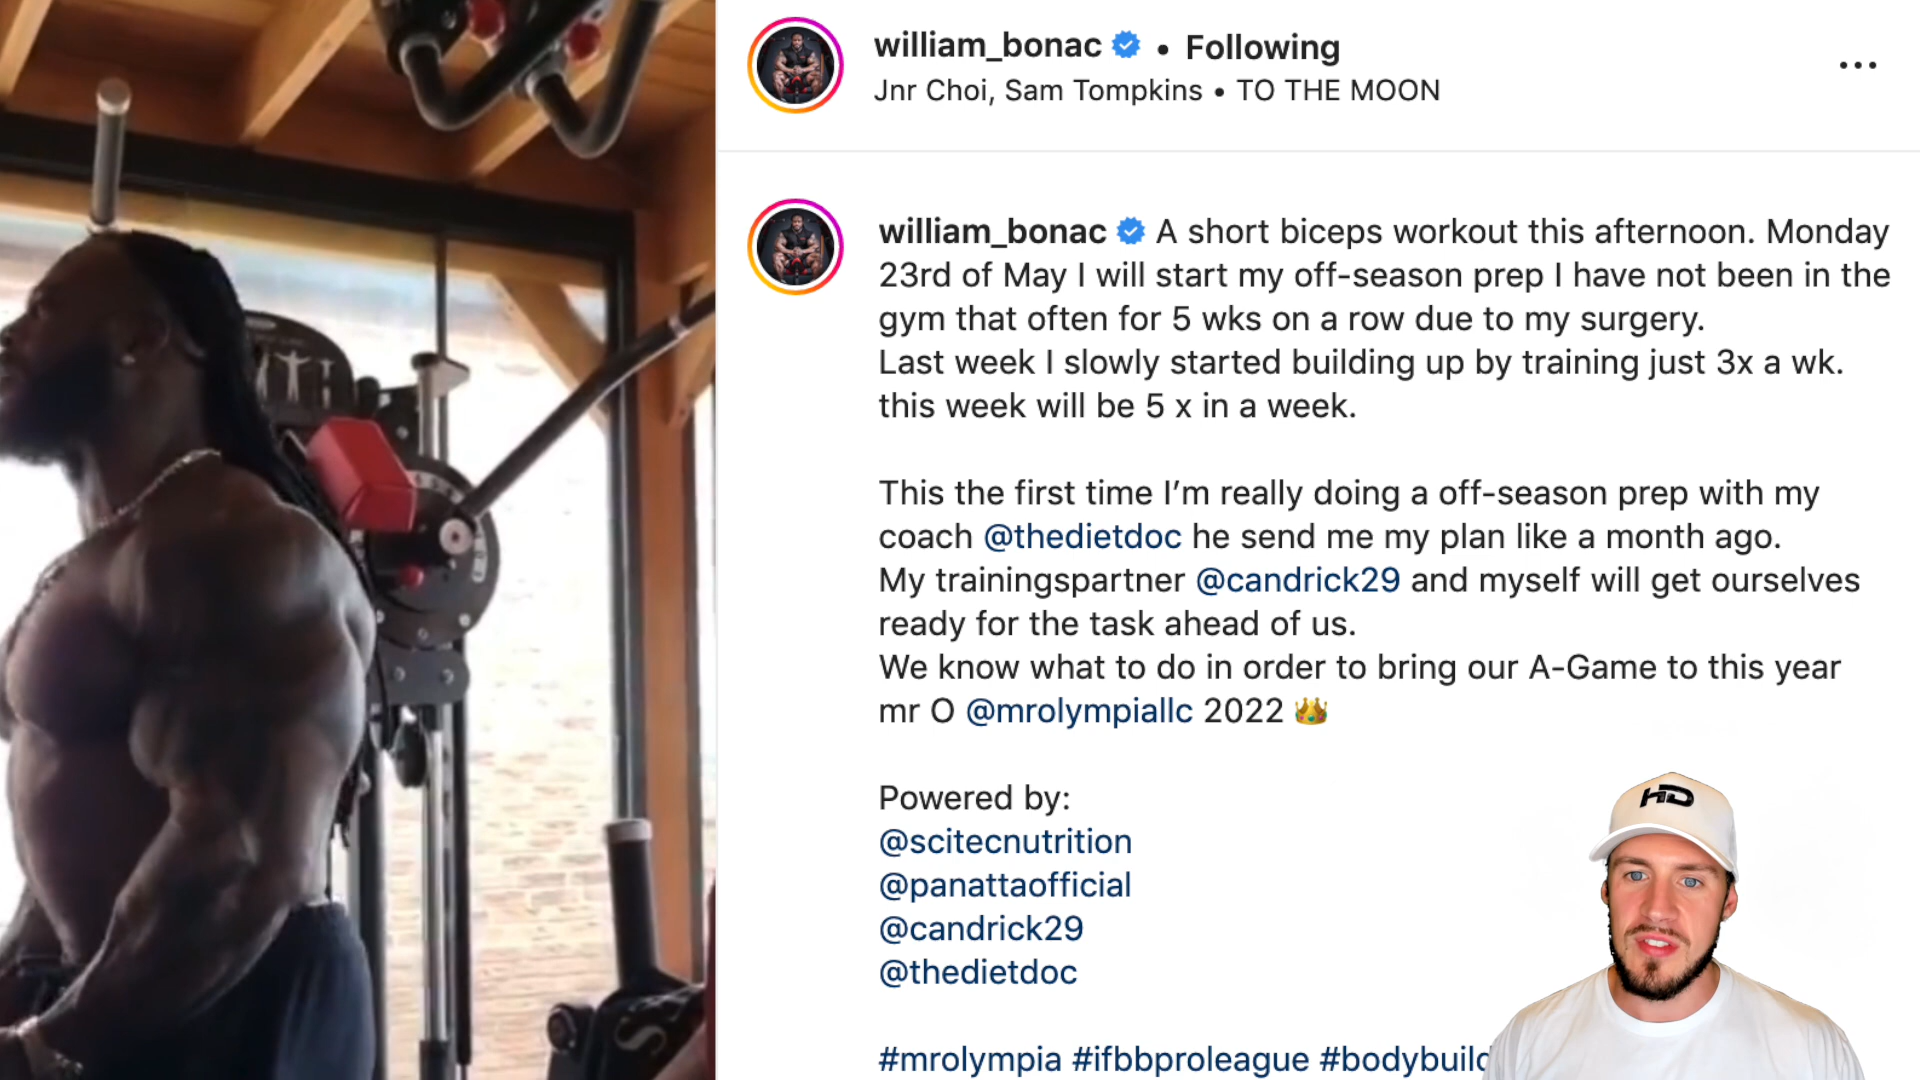 william_bonac • Following
Jnr Choi, Sam Tompkins • TO THE MOON
william_bonac A short biceps workout this afternoon. Monday
23rd of May I will start my off-season prep I have not been in the
gym that often for 5 wks on a row due to my surgery.
Last week I slowly started building up by training just 3x a wk.
this week will be 5 x in a week.
This the first time I’m really doing a off-season prep with my
coach @thedietdoc he send me my plan like a month ago.
My trainingspartner @candrick29 and myself will get ourselves
ready for the task ahead of us.
We know what to do in order to bring our A-Game to this year
mr O @mrolympiallc 2022 👑
Powered by:
@scitecnutrition
@panattaofficial
@candrick29
@thedietdoc
#mrolympia #ifbbproleague #bodybuild
HD